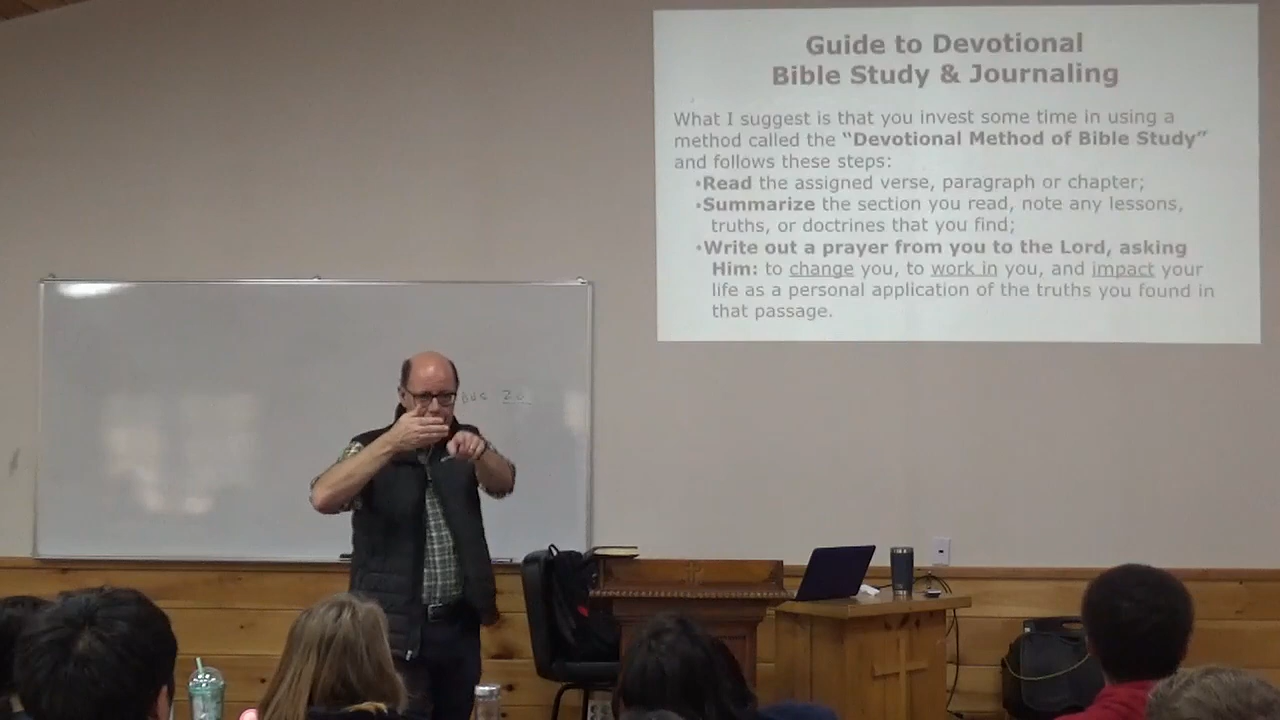 Guide to Devotional
Bible Study & Journaling
What I suggest is that you invest some time in using a
method called the “Devotional Method of Bible Study”
and follows these steps:
•Read the assigned verse, paragraph or chapter;
•Summarize the section you read, note any lessons,
truths, or doctrines that you find;
•Write out a prayer from you to the Lord, asking
Him: to change you, to work in you, and impact your
life as a personal application of the truths you found in
that passage.